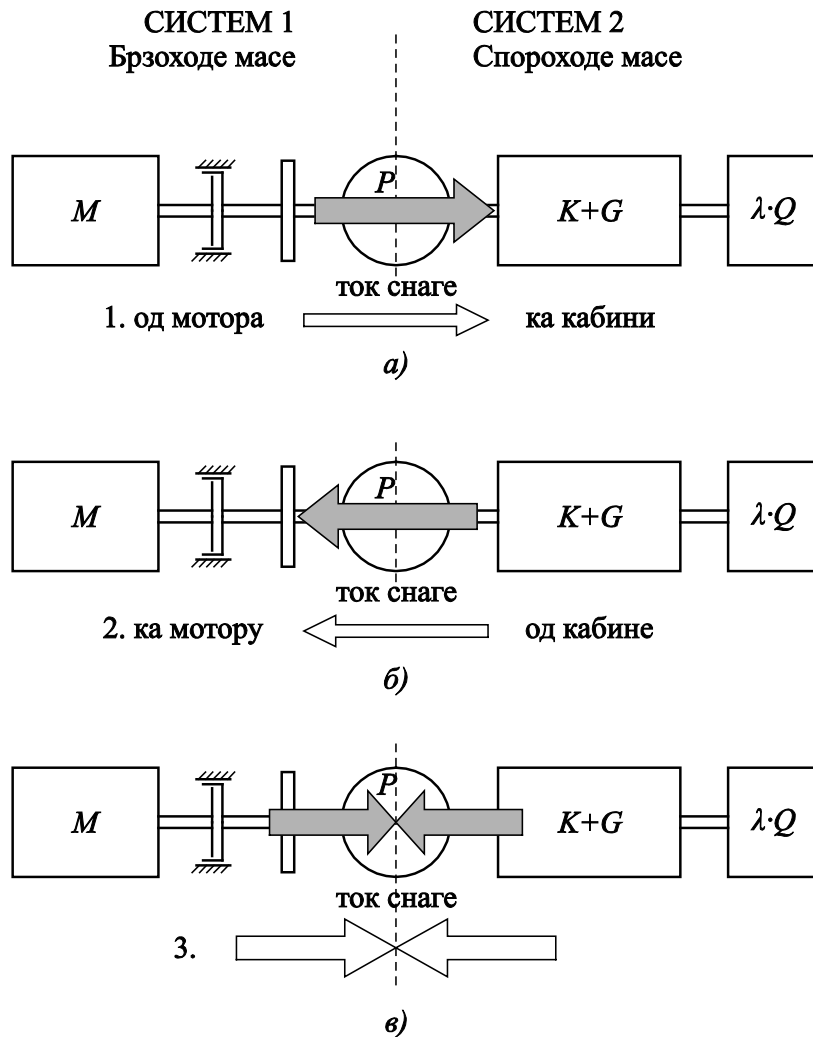 СИСТЕМ 1
Брзоходе масе
СИСТЕМ 2
Спороходе масе
M
P
K+G
λ·Q
ток снаге
1. од мотора
ка кабини
а)
M
P
K+G
λ·Q
ток снаге
2. ка мотору
од кабине
б)
M
P
K+G
λ·Q
ток снаге
3.
в)